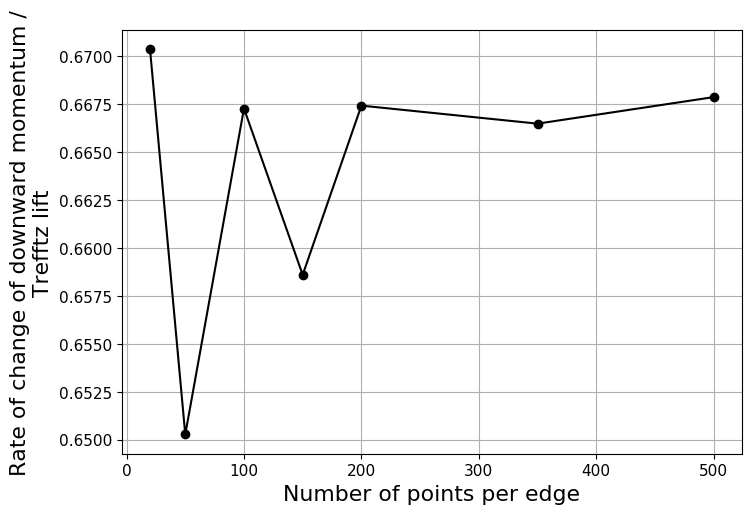 Rate of change of downward momentum /
Trefftz lift
0.6700
0.6675
0.6650
0.6625
0.6600
0.6575
0.6550
0.6525
0.6500
0 100 200 300 400 500
Number of points per edge